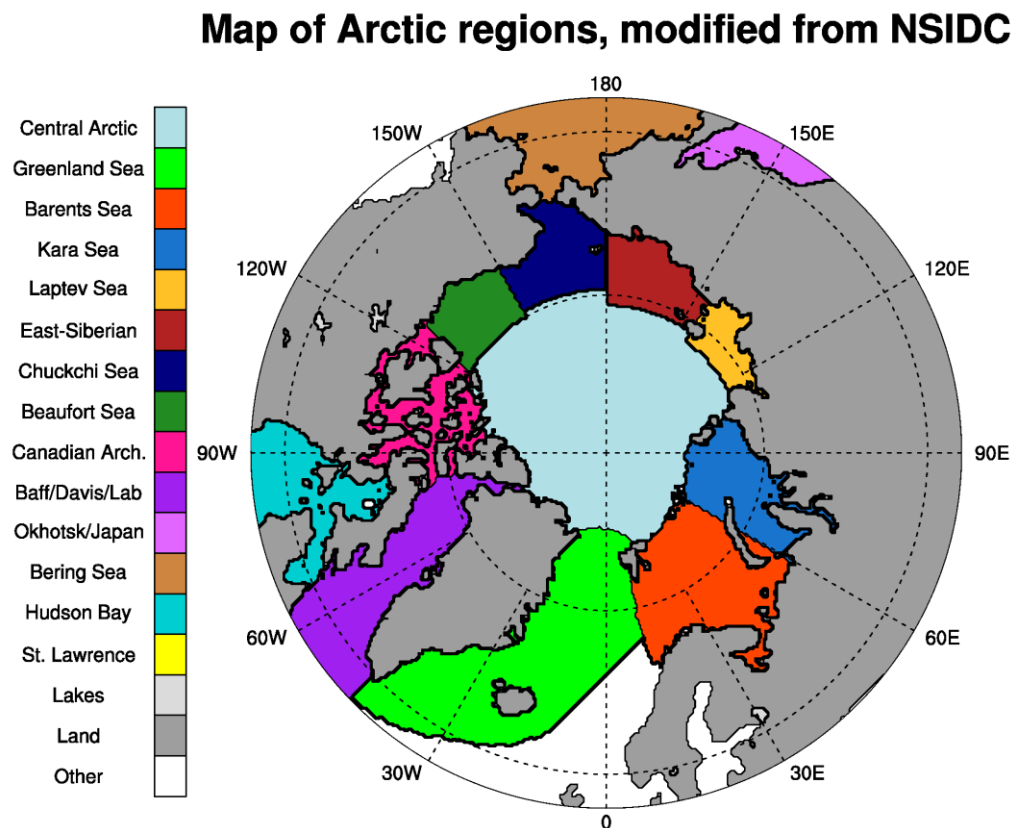 Map of Arctic regions, modified from NSIDC
Central Arctic
Greenland Sea
Barents Sea
Kara Sea
Laptev Sea
East-Siberian
Chuckchi Sea
Beaufort Sea
Canadian Arch.
Baff/Davis/Lab
Okhotsk/Japan
Bering Sea
Hudson Bay
St. Lawrence
Lakes
Land
Other
180
150W
150E
120W
120E
90W
90E
60W
60E
30W
30E
0